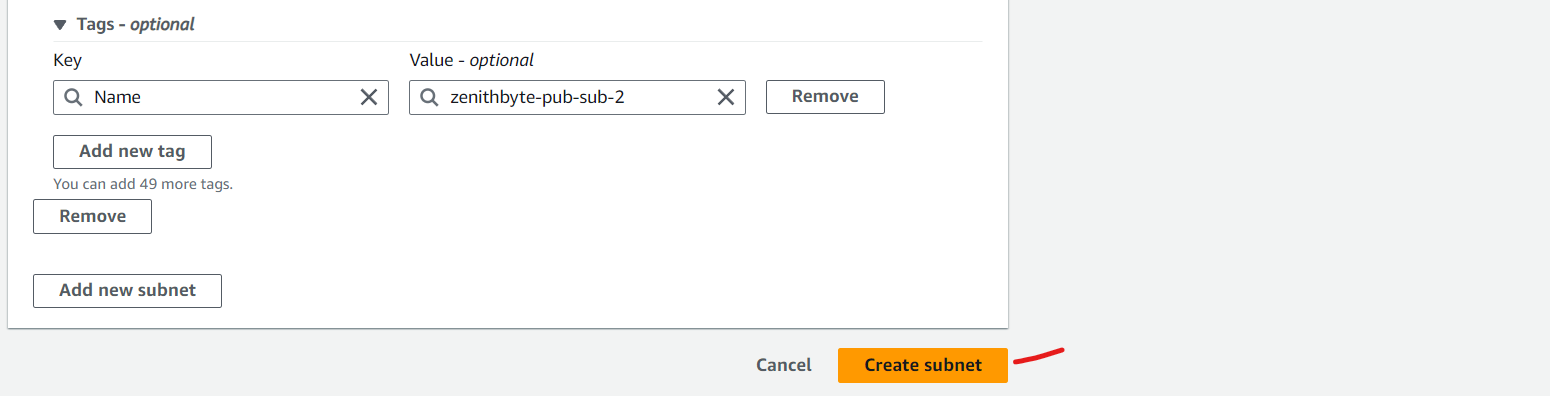 Tags - optional
Key Value - optional
Name zenithbyte-pub-sub-2 Remove
Add new tag
You can add 49 more tags.
Remove
Add new subnet
Cancel Create subnet